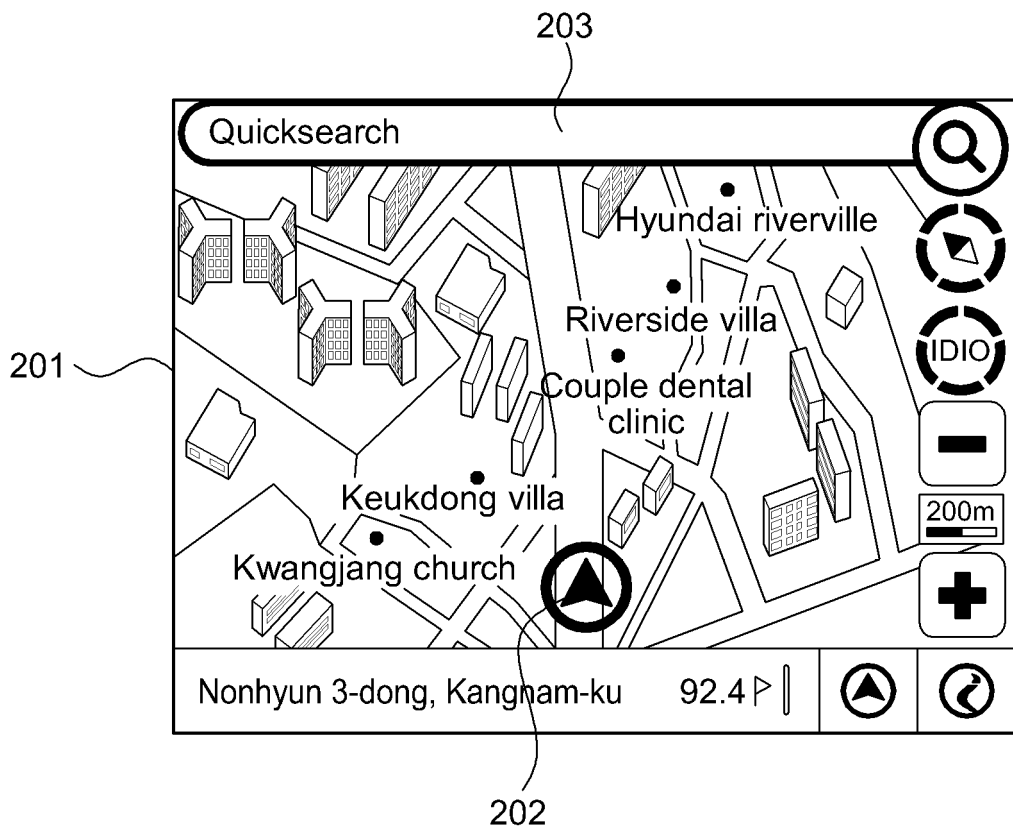 203
Quicksearch
Hyundai riverville
Riverside villa
IDIO
201
Couple dental
clinic
Keukdong villa
200m
Kwangjang church
Nonhyun 3-dong, Kangnam-ku 92.4
202